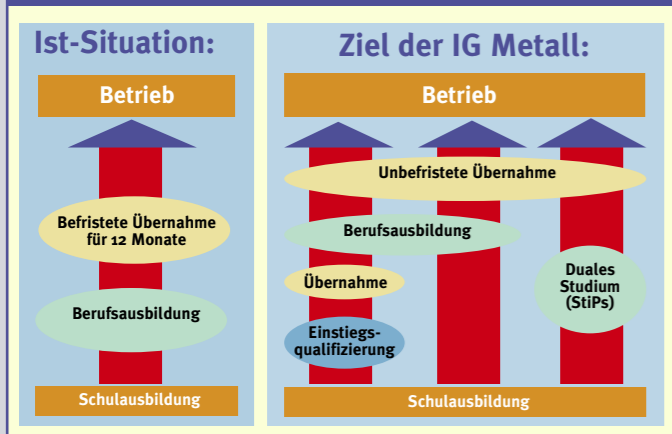 Ist-Situation:
Betrieb
Befristete Übernahme
für 12 Monate
Berufsausbildung
Schulausbildung
Ziel der IG Metall:
Betrieb
Unbefristete Übernahme
Berufsausbildung
Übernahme
Einstiegs-
qualifizierung
Duales
Studium
(StiPs)
Schulausbildung